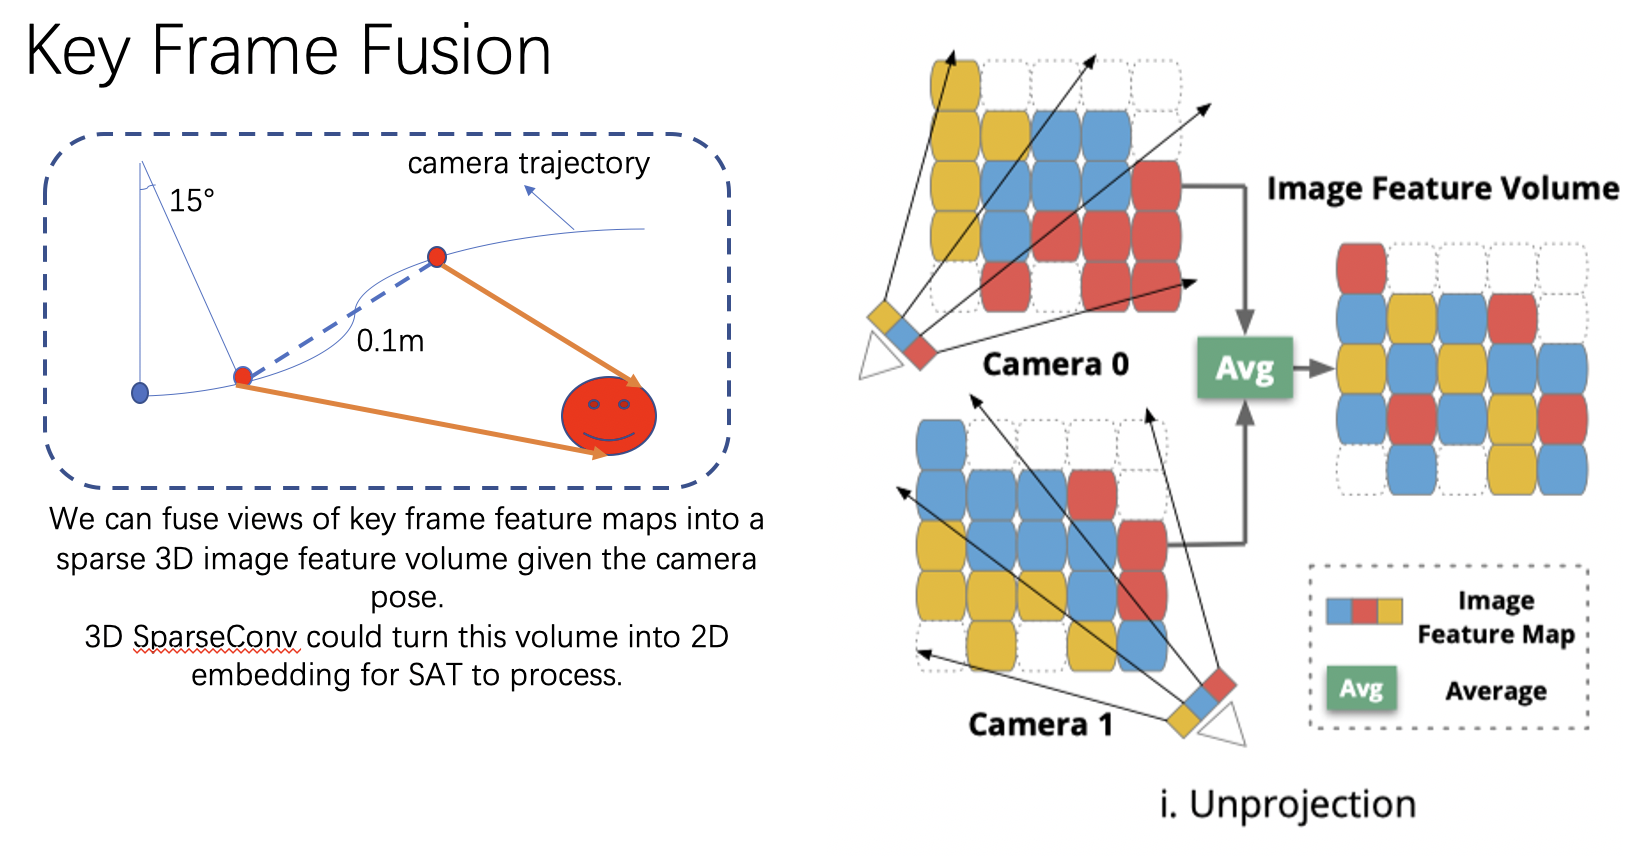 Key Frame Fusion
camera trajectory
15°
0.1m
We can fuse views of key frame feature maps into a
sparse 3D image feature volume given the camera
pose.
3D SparseConv could turn this volume into 2D
embedding for SAT to process.
Camera 0
Image Feature Volume
Avg
Camera 1
Image
Feature Map
Avg
Average
i. Unprojection